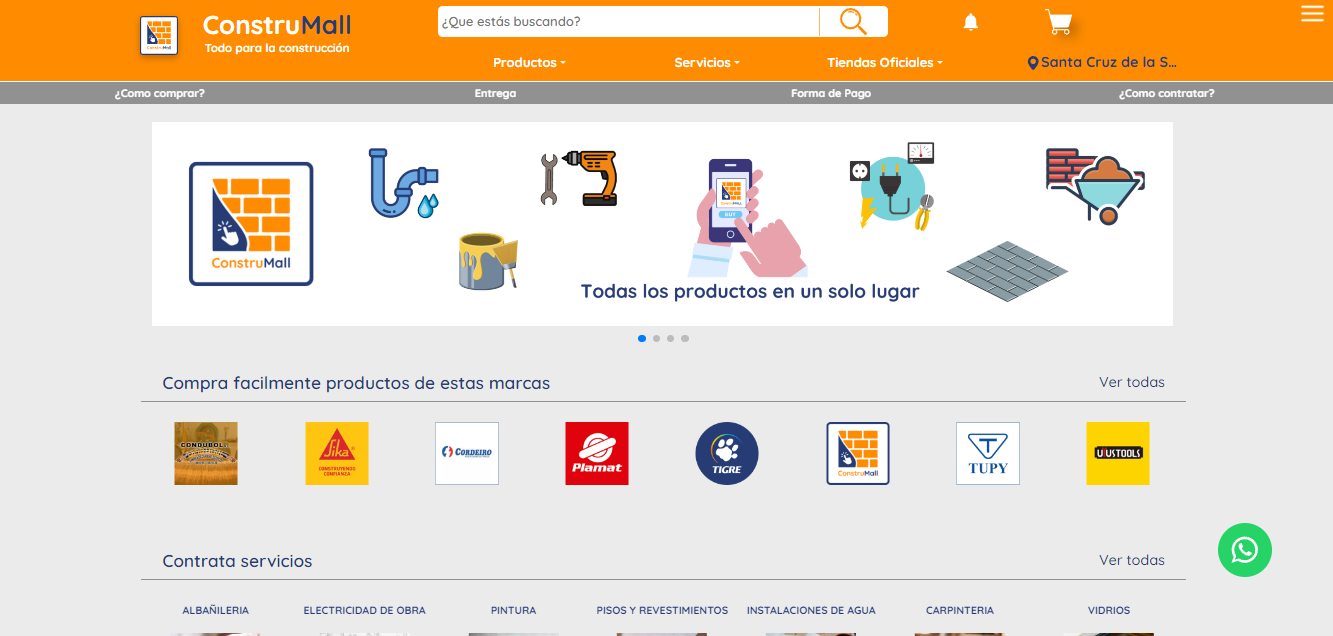 ConstruMall
Todo para la construcción
¿Que estás buscando?
Productos
Servicios
Tiendas Oficiales
Santa Cruz de la S...
¿Como comprar?
Entrega
Forma de Pago
¿Como contratar?
ConstruMall
BUY
Todas los productos en un solo lugar
Compra facilmente productos de estas marcas
Ver todas
CONDUBOL
Sika
CONSTRUYENDO
CONFIANZA
CORDEIRO
Plamat
TIGRE
ConstruMall
TUPY
UYUSTOOLS
Contrata servicios
Ver todas
ALBAÑILERIA
ELECTRICIDAD DE OBRA
PINTURA
PISOS Y REVESTIMIENTOS
INSTALACIONES DE AGUA
CARPINTERIA
VIDRIOS